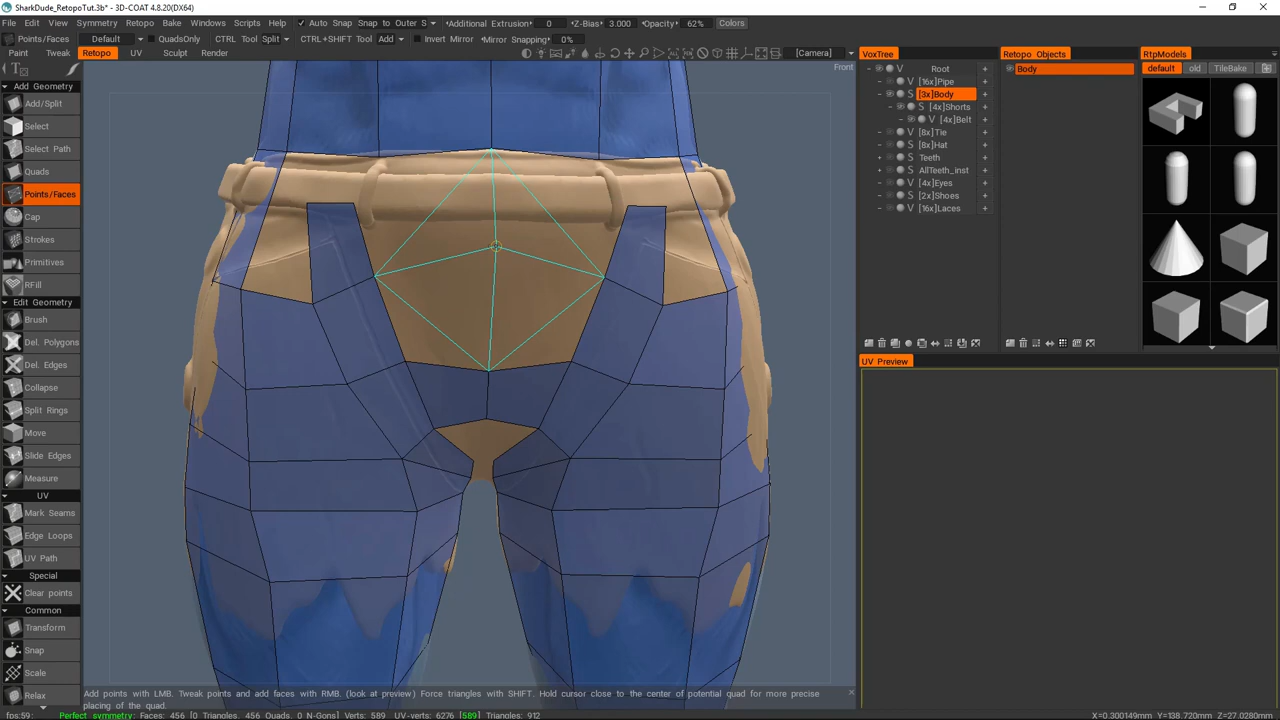 SharkDude_RetopoTut.3b* - 3D-COAT 4.8.20(DX64)
File Edit View Symmetry Retopo Bake Windows Scripts Help Auto Snap Snap to Outer S Additional Extrusion 0 Z-Bias 3.000 Opacity 62% Colors
Points/Faces Default QuadsOnly CTRL Tool Split CTRL+SHIFT Tool Add Invert Mirror Mirror Snapping 0%
Paint Tweak Retopo UV Sculpt Render [Camera]
Front
Add Geometry
Add/Split
Select
Select Path
Quads
Points/Faces
Cap
Strokes
Primitives
RFill
Edit Geometry
Brush
Del. Polygons
Del. Edges
Collapse
Split Rings
Move
Slide Edges
Measure
UV
Mark Seams
Edge Loops
UV Path
Special
Clear points
Common
Transform
Snap
Scale
Relax
VoxTree
V Root +
V [16x]Pipe +
S [3x]Body +
S [4x]Shorts +
V [4x]Belt +
V [8x]Tie +
V [8x]Hat +
S Teeth +
S AllTeeth_inst +
V [4x]Eyes +
S [2x]Shoes +
V [16x]Laces +
Retopo Objects
Body
RtpModels
default old TileBake
UV Preview
Add points with LMB. Tweak points and add faces with RMB. (look at preview) Force triangles with SHIFT. Hold cursor close to the center of potential quad for more precise
placing of the quad.
fps:59: Perfect symmetry: Faces: 456 [0 Triangles, 456 Quads, 0 N-Gons] Verts: 589 UV-verts: 6276 [589] Triangles: 912
X=0.300149mm Y=138.720mm Z=27.0280mm